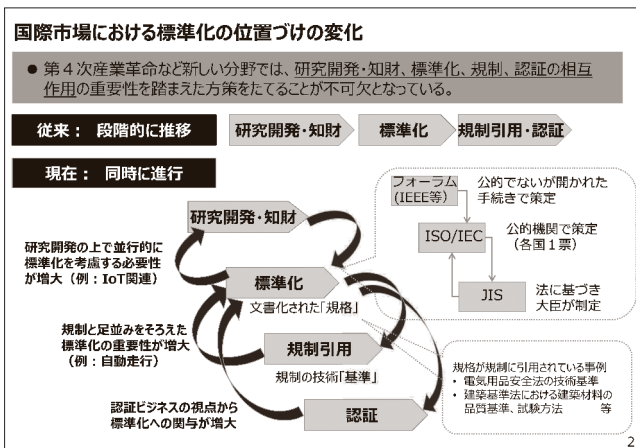 国際市場における標準化の位置づけの変化
● 第４次産業革命など新しい分野では、研究開発・知財、標準化、規制、認証の相互
作用の重要性を踏まえた方策をたてることが不可欠となっている。
従来： 段階的に推移
研究開発・知財
標準化
規制引用・認証
現在： 同時に進行
フォーラム
(IEEE等)
公的でないが開かれた
手続きで策定
ISO/IEC
公的機関で策定
(各国１票)
JIS
法に基づき
大臣が制定
研究開発・知財
研究開発の上で並行的に
標準化を考慮する必要性
が増大（例：IoT関連）
標準化
文書化された「規格」
規制と足並みをそろえた
標準化の重要性が増大
（例：自動走行）
規制引用
規制の技術「基準」
認証ビジネスの視点から
標準化への関与が増大
認証
規格が規制に引用されている事例
• 電気用品安全法の技術基準
• 建築基準法における建築材料の
品質基準、試験方法 等
2